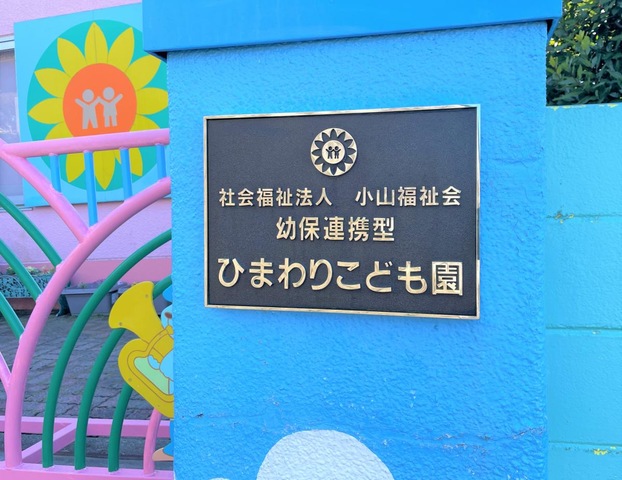 社会福祉法人　小山福祉会
幼保連携型
ひまわりこども園